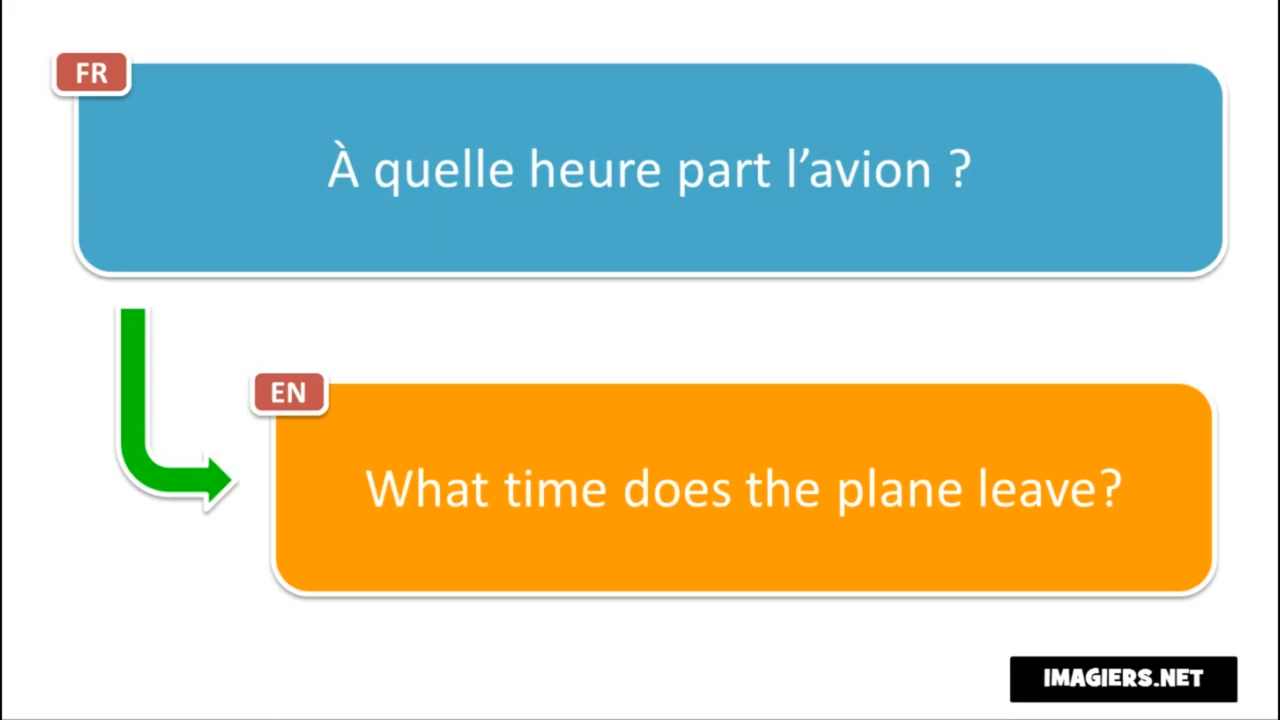 FR
À quelle heure part l’avion ?
EN
What time does the plane leave?
IMAGIERS.NET